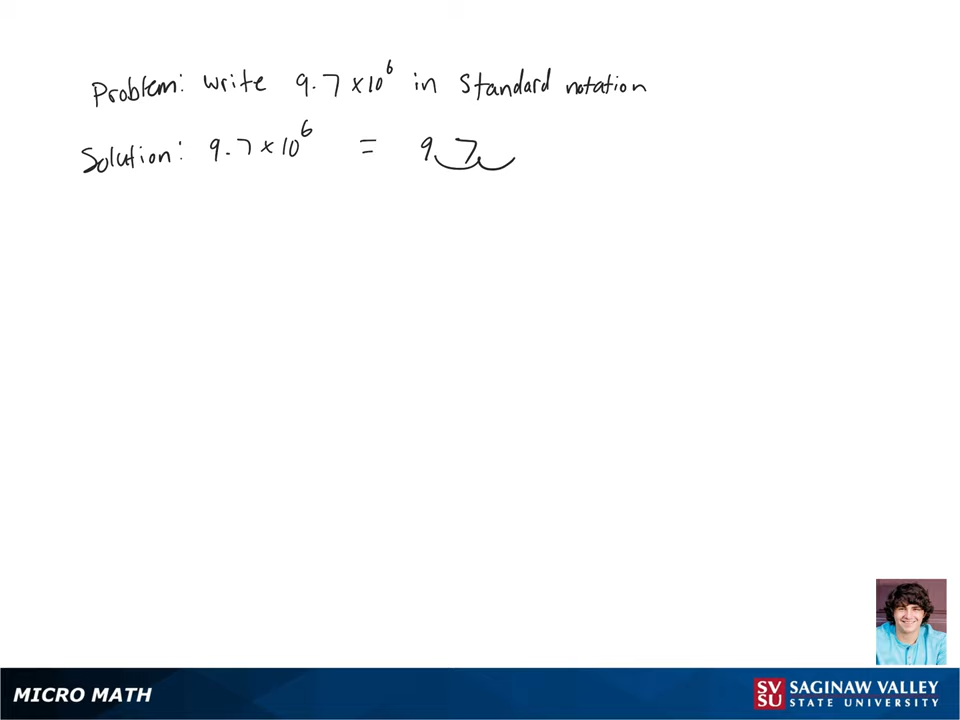 Problem: write 9.7 × 10⁶ in standard notation
Solution: 9.7 × 10⁶ = 9 7
MICRO MATH
SVSU SAGINAW VALLEY
STATE UNIVERSITY